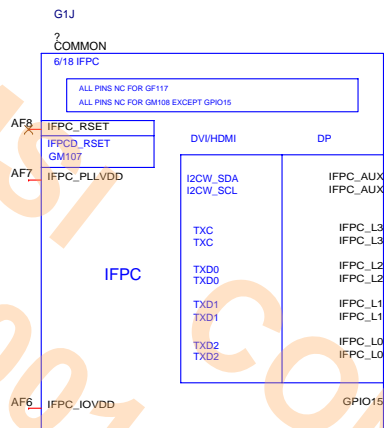 G1J
?
COMMON
6/18 IFPC
ALL PINS NC FOR GF117
ALL PINS NC FOR GM108 EXCEPT GPIO15
AF8 IFPC_RSET
IFPCD_RSET
GM107
DVI/HDMI DP
AF7 IFPC_PLLVDD
I2CW_SDA IFPC_AUX
I2CW_SCL IFPC_AUX
TXC IFPC_L3
TXC IFPC_L3
TXD0 IFPC_L2
TXD0 IFPC_L2
IFPC
TXD1 IFPC_L1
TXD1 IFPC_L1
TXD2 IFPC_L0
TXD2 IFPC_L0
AF6 IFPC_IOVDD GPIO15